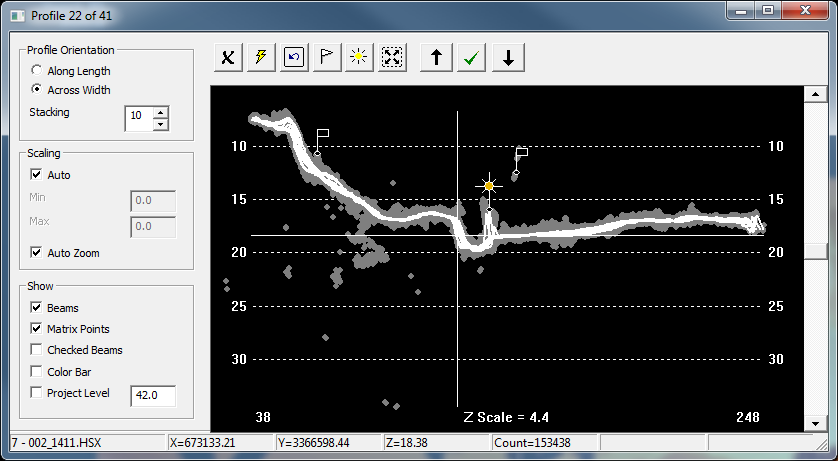 Profile 22 of 41
Profile Orientation
Along Length
Across Width
Stacking 10
Scaling
Auto
Min 0.0
Max 0.0
Auto Zoom
Show
Beams
Matrix Points
Checked Beams
Color Bar
Project Level 42.0
10 10
15 15
20 20
25 25
30 30
38 Z Scale = 4.4 248
7 - 002_1411.HSX X=673133.21 Y=3366598.44 Z=18.38 Count=153438